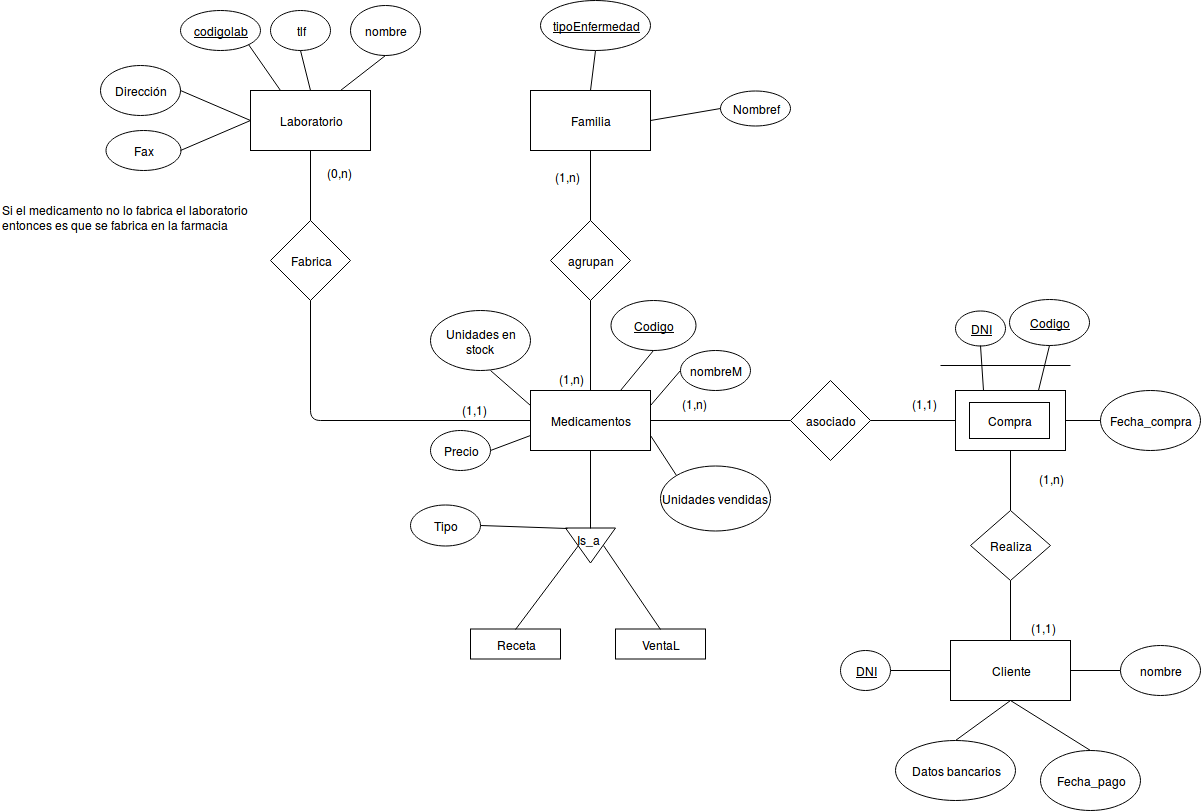 codigolab
tlf
nombre
tipoEnfermedad
Dirección
Laboratorio
Familia
Nombref
Fax
(0,n)
(1,n)
Si el medicamento no lo fabrica el laboratorio
entonces es que se fabrica en la farmacia
Fabrica
agrupan
Unidades en
stock
Codigo
DNI
Codigo
nombreM
(1,n)
(1,1)
(1,n)
(1,1)
Medicamentos
asociado
Compra
Fecha_compra
Precio
(1,n)
Unidades vendidas
Tipo
Is_a
Realiza
(1,1)
Receta
VentaL
DNI
Cliente
nombre
Datos bancarios
Fecha_pago